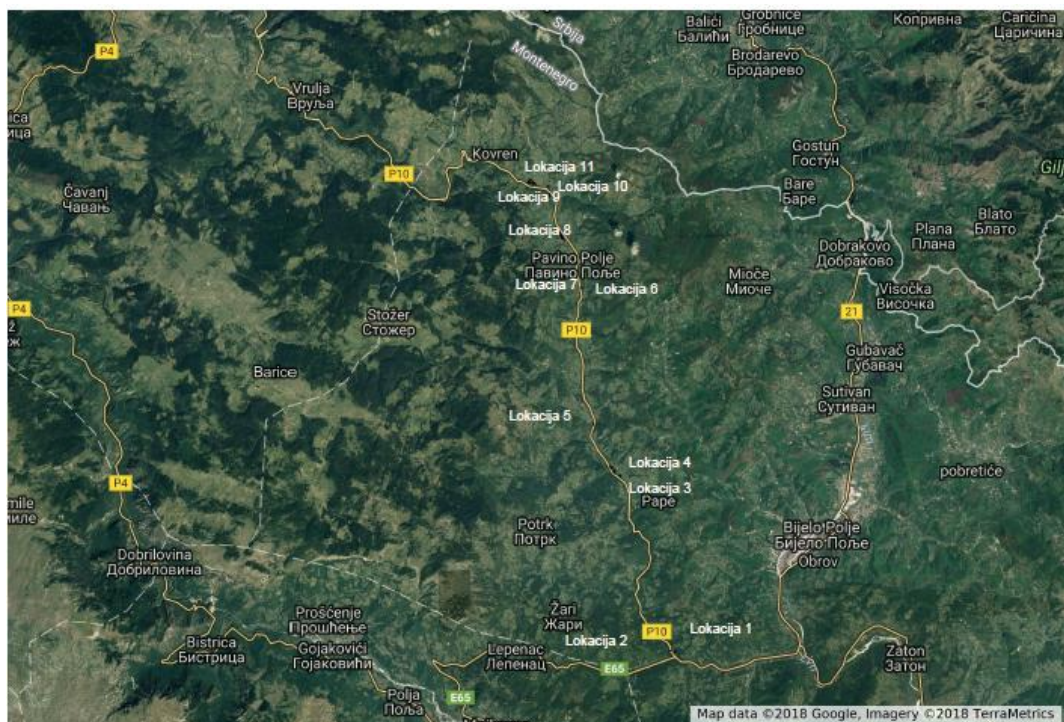 Balići
Балићи
Grobnice
Гробнице
Копривна
Caričina
Царичина
P4
Srbija
Montenegro
Brodarevo
Бродарево
Vrulja
Вруља
Kovren
Gostun
Гостун
P10
Lokacija 11
Lokacija 10
Lokacija 9
Bare
Баре
Čavanj
Чавањ
Lokacija 8
Plana
Плана
Blato
Блато
Dobrakovo
Добраково
Pavino Polje
Павино Поље
Mioče
Миоче
Lokacija 7
Lokacija 6
Visočka
Височка
P4
Stožer
Стожер
21
P10
Gubavač
Губавач
Barice
Sutivan
Сутиван
Lokacija 5
Lokacija 4
pobretiće
P4
Lokacija 3
Рапе
Potrk
Потрк
Bijelo Polje
Бијело Поље
Obrov
Dobrilovina
Добриловина
Prošćenje
Прошћење
Žari
Жари
Lokacija 1
P10
Lokacija 2
Bistrica
Бистрица
Gojakovići
Гојаковићи
Lepenac
Лепенац
Zaton
Затон
E65
Polja
Поља
E65
Map data ©2018 Google, Imagery ©2018 TerraMetrics